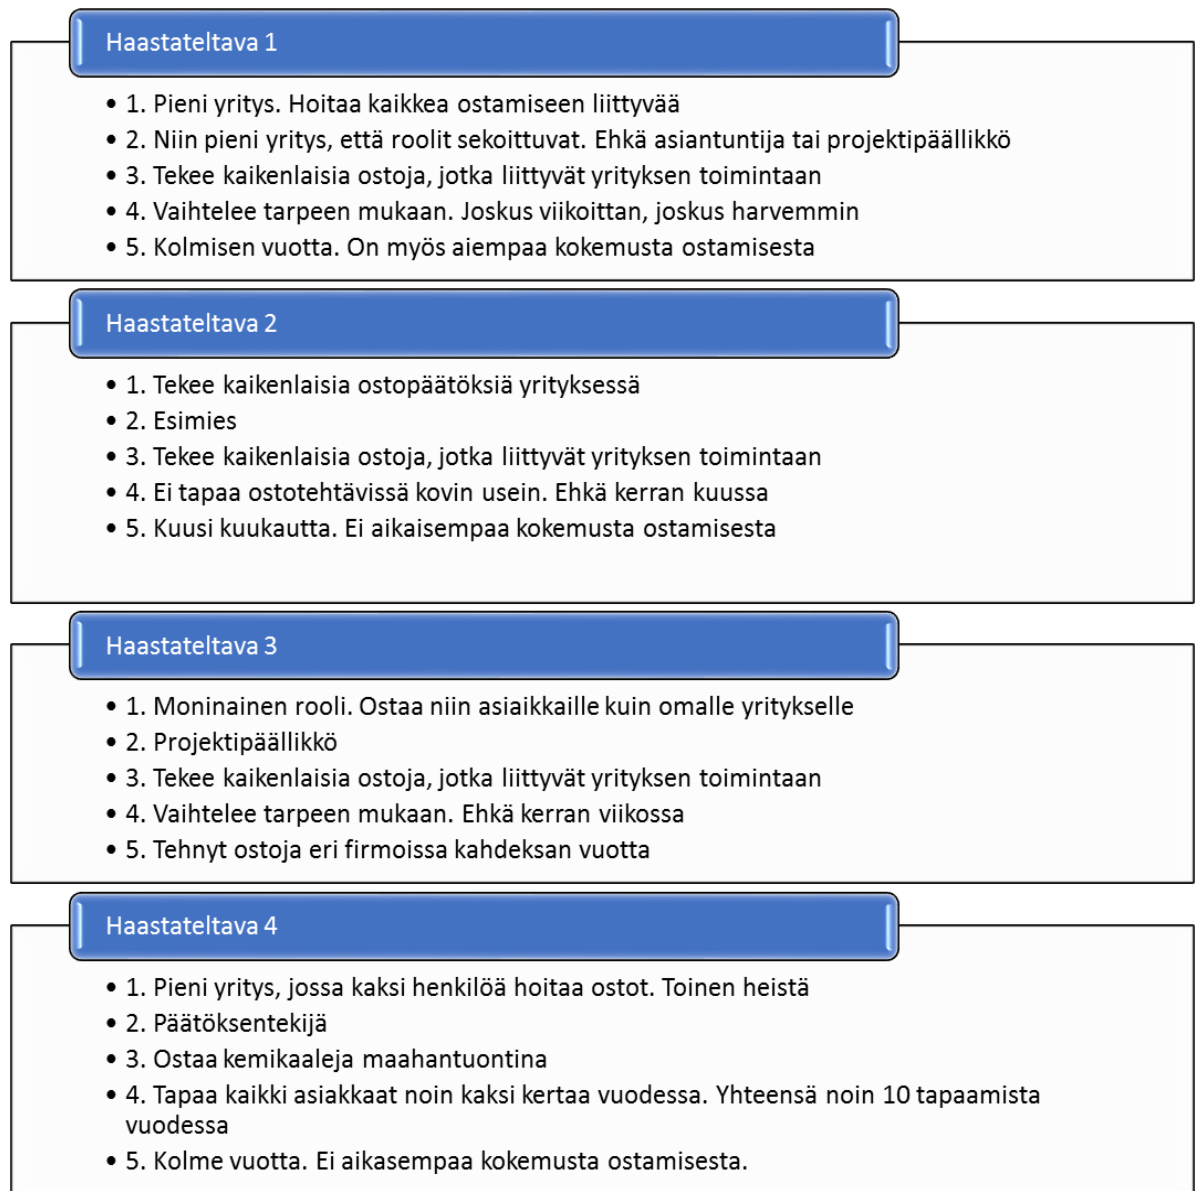 Haastateltava 1
• 1. Pieni yritys. Hoitaa kaikkea ostamiseen liittyvää
• 2. Niin pieni yritys, että roolit sekoittuvat. Ehkä asiantuntija tai projektipäällikkö
• 3. Tekee kaikenlaisia ostoja, jotka liittyvät yrityksen toimintaan
• 4. Vaihtelee tarpeen mukaan. Joskus viikoittan, joskus harvemmin
• 5. Kolmisen vuotta. On myös aiempaa kokemusta ostamisesta
Haastateltava 2
• 1. Tekee kaikenlaisia ostopäätöksiä yrityksessä
• 2. Esimies
• 3. Tekee kaikenlaisia ostoja, jotka liittyvät yrityksen toimintaan
• 4. Ei tapaa ostotehtävissä kovin usein. Ehkä kerran kuussa
• 5. Kuusi kuukautta. Ei aikaisempaa kokemusta ostamisesta
Haastateltava 3
• 1. Moninainen rooli. Ostaa niin asiaikkaille kuin omalle yritykselle
• 2. Projektipäällikkö
• 3. Tekee kaikenlaisia ostoja, jotka liittyvät yrityksen toimintaan
• 4. Vaihtelee tarpeen mukaan. Ehkä kerran viikossa
• 5. Tehnyt ostoja eri firmoissa kahdeksan vuotta
Haastateltava 4
• 1. Pieni yritys, jossa kaksi henkilöä hoitaa ostot. Toinen heistä
• 2. Päätöksentekijä
• 3. Ostaa kemikaaleja maahantuontina
• 4. Tapaa kaikki asiakkaat noin kaksi kertaa vuodessa. Yhteensä noin 10 tapaamista
vuodessa
• 5. Kolme vuotta. Ei aikasempaa kokemusta ostamisesta.